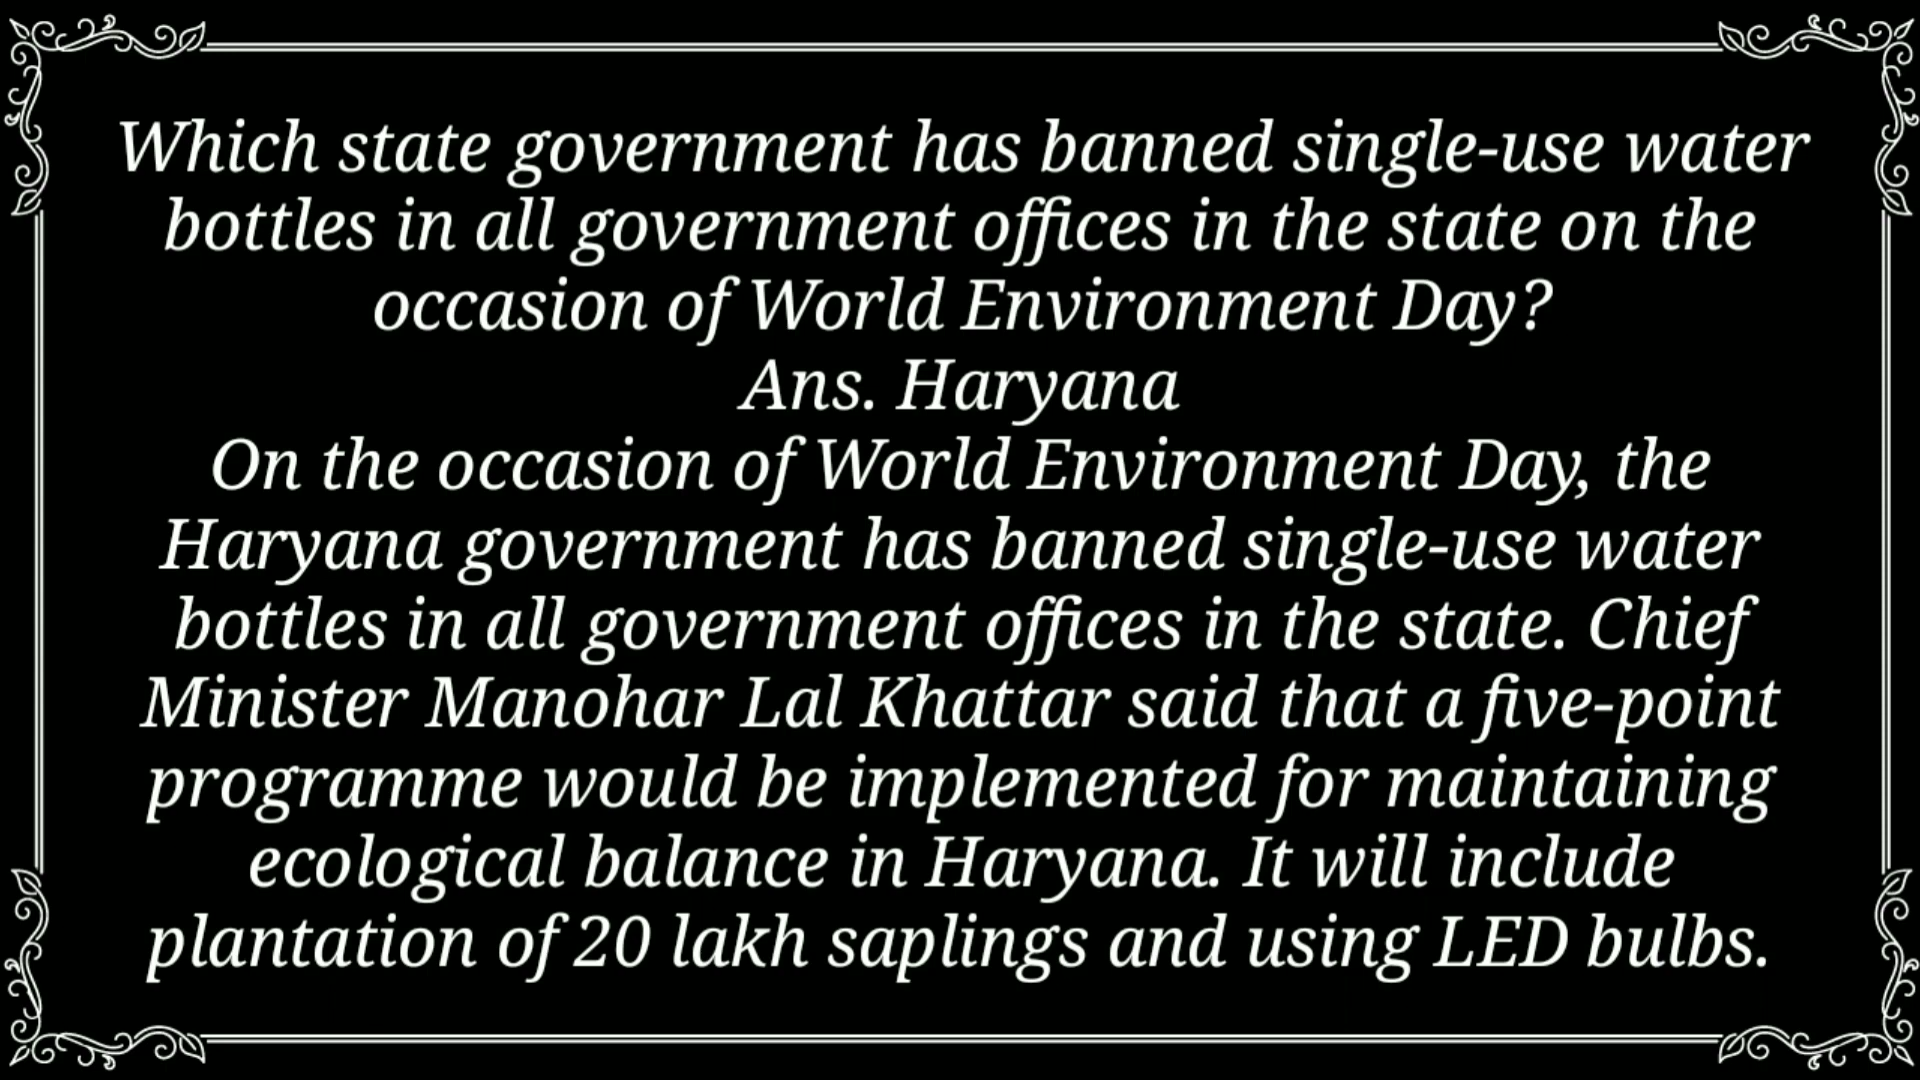 Which state government has banned single-use water
bottles in all government offices in the state on the
occasion of World Environment Day?
Ans. Haryana
On the occasion of World Environment Day, the
Haryana government has banned single-use water
bottles in all government offices in the state. Chief
Minister Manohar Lal Khattar said that a five-point
programme would be implemented for maintaining
ecological balance in Haryana. It will include
plantation of 20 lakh saplings and using LED bulbs.